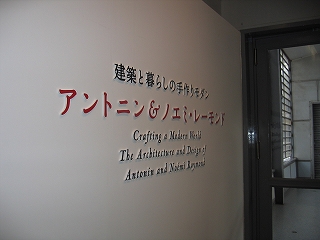 建築と暮らしの手作りモダン
アントニン&ノエミ・レーモンド
Crafting a Modern World
The Architecture and Design of
Antonin and Noémi Raymond